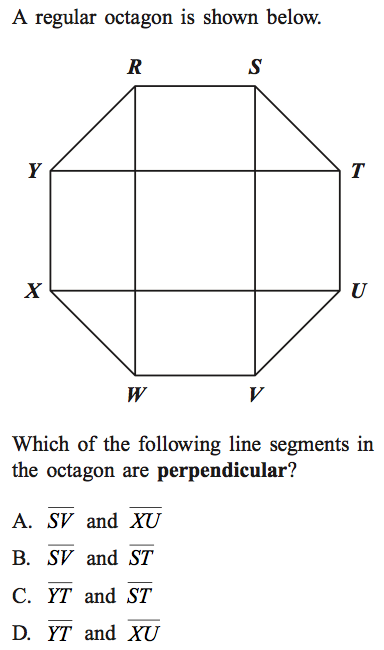 A regular octagon is shown below.
R S
Y T
X U
W V
Which of the following line segments in
the octagon are perpendicular?
A. SV and XU
B. SV and ST
C. YT and ST
D. YT and XU